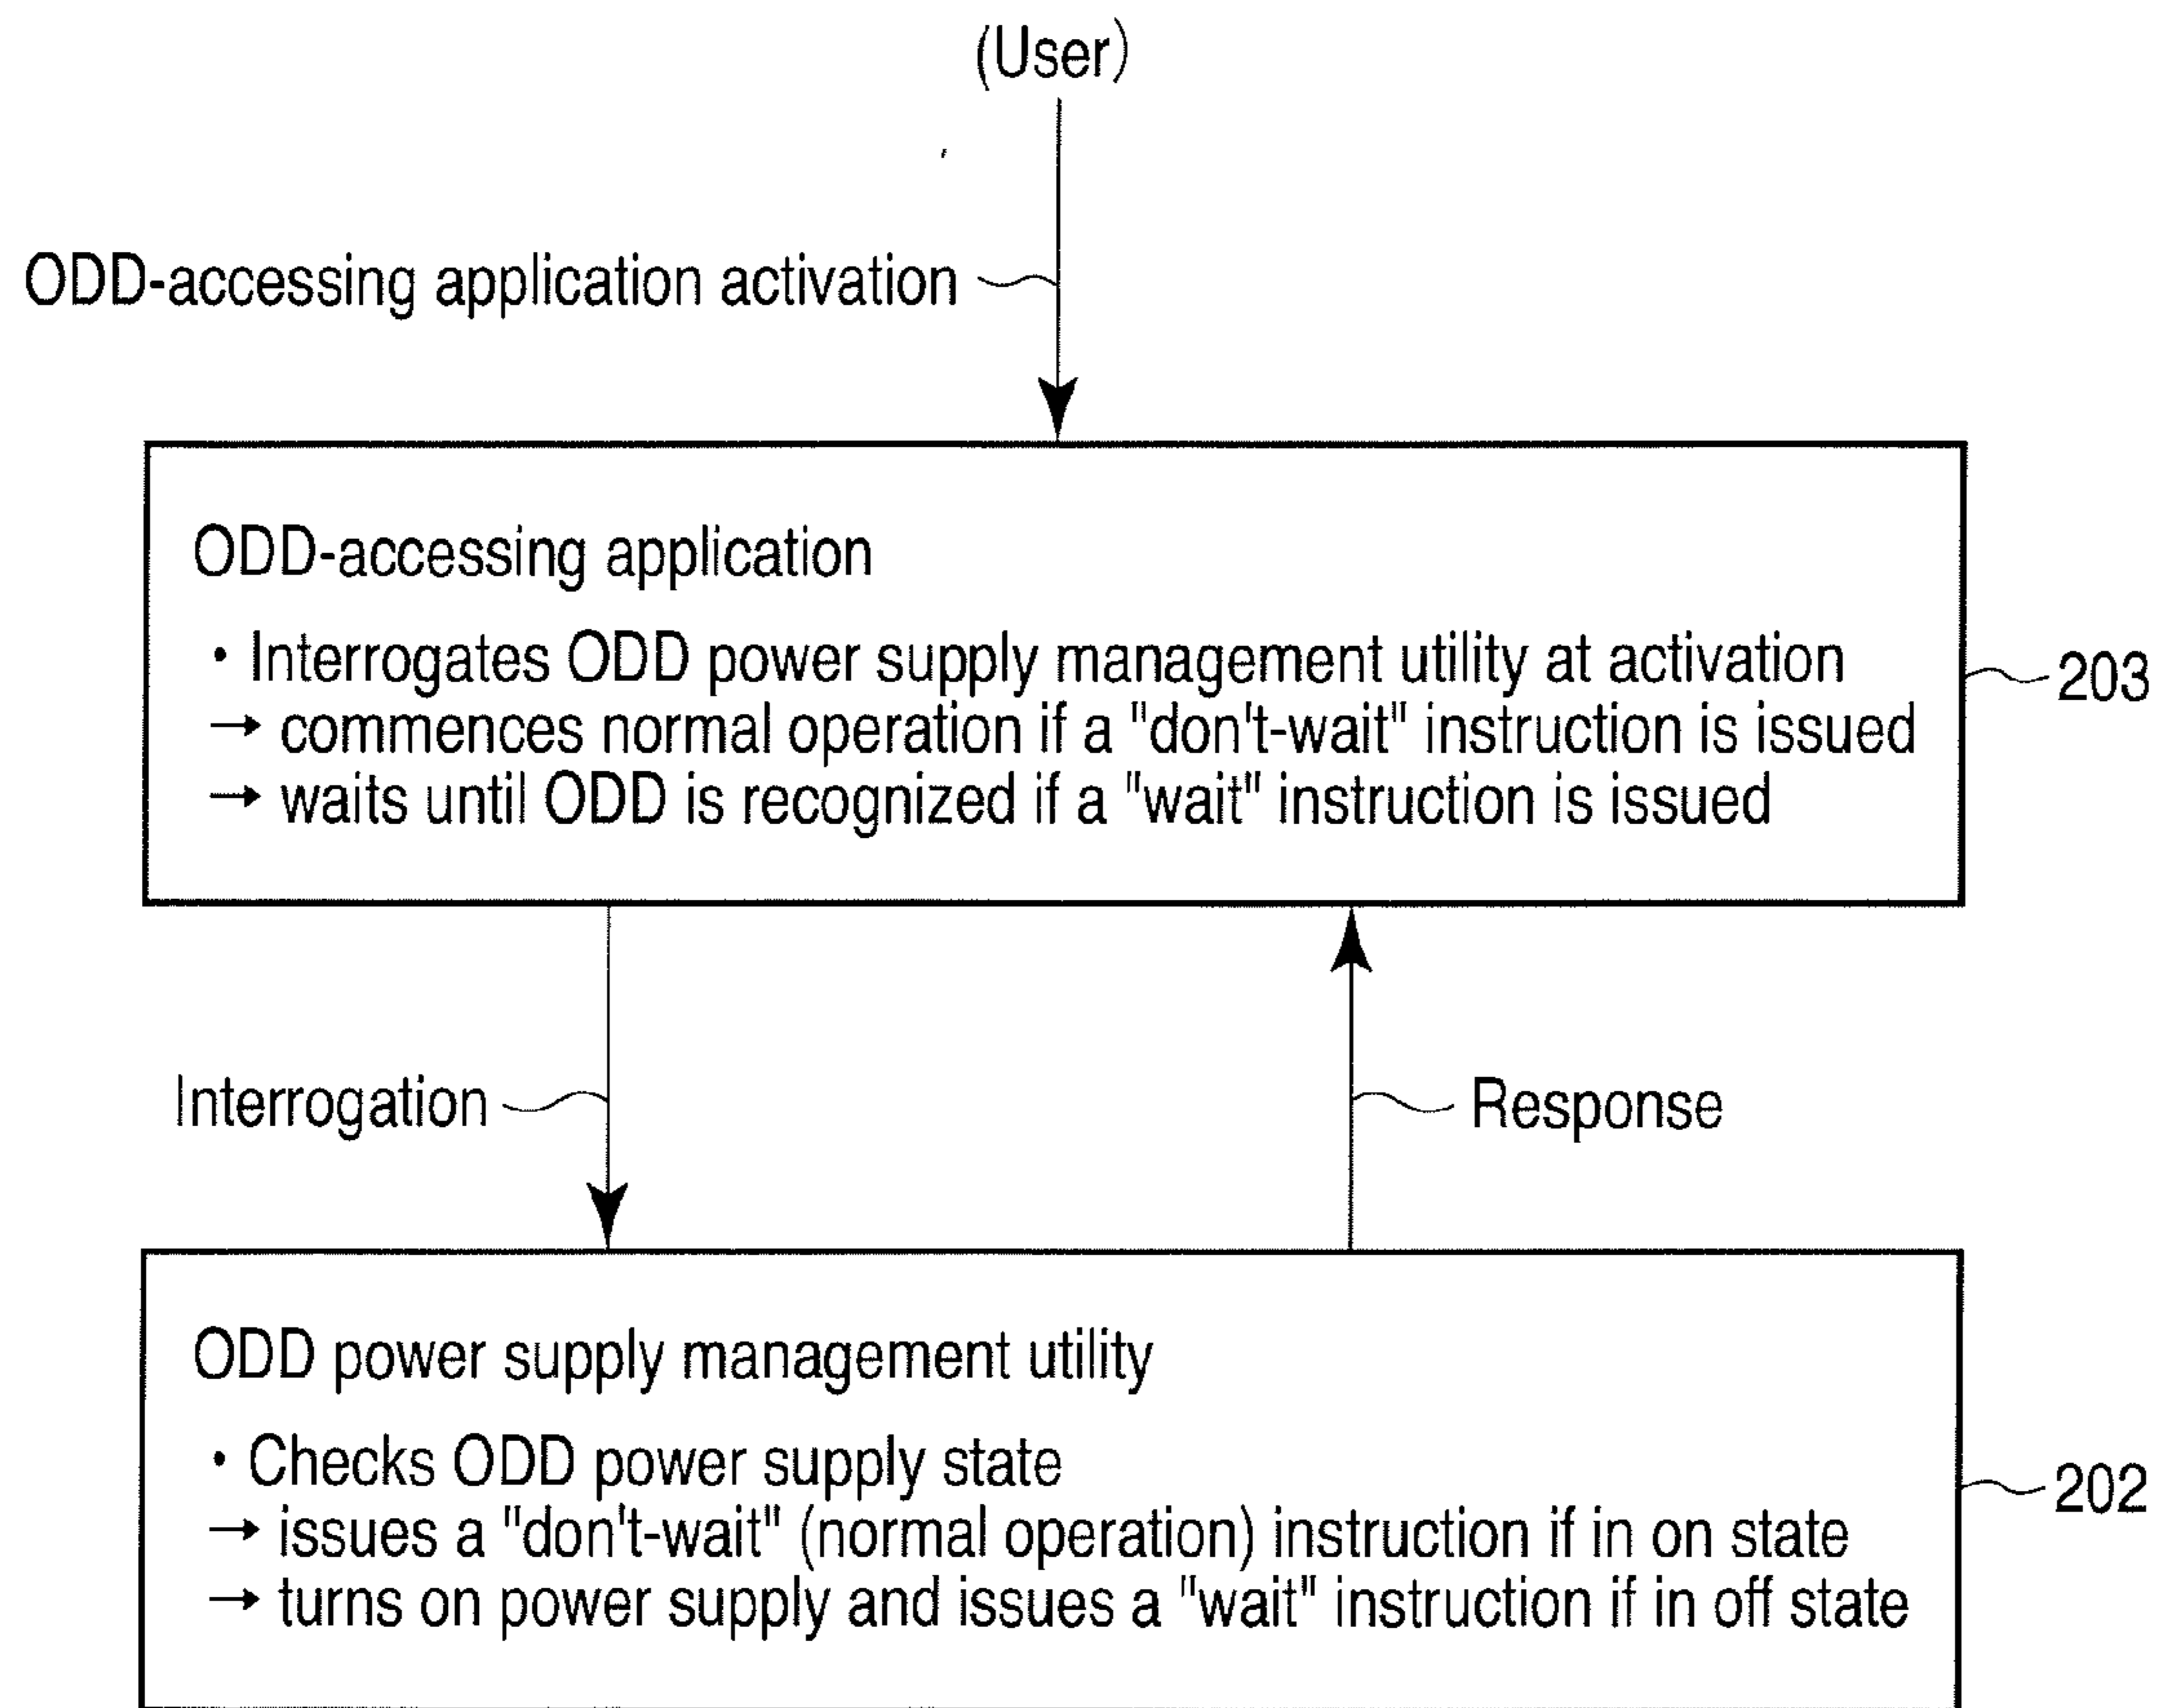 (User)
ODD-accessing application activation
ODD-accessing application
• Interrogates ODD power supply management utility at activation
→ commences normal operation if a "don't-wait" instruction is issued
→ waits until ODD is recognized if a "wait" instruction is issued
203
Interrogation
Response
ODD power supply management utility
• Checks ODD power supply state
→ issues a "don't-wait" (normal operation) instruction if in on state
→ turns on power supply and issues a "wait" instruction if in off state
202